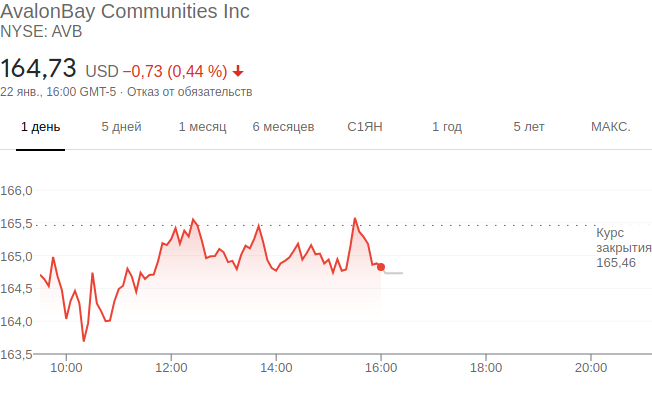 AvalonBay Communities Inc
NYSE: AVB
164,73 USD −0,73 (0,44 %)
22 янв., 16:00 GMT-5 · Отказ от обязательств
1 день 5 дней 1 месяц 6 месяцев С1ЯН 1 год 5 лет МАКС.
166,0
165,5
Курс
закрытия
165,46
165,0
164,5
164,0
163,5
10:00 12:00 14:00 16:00 18:00 20:00